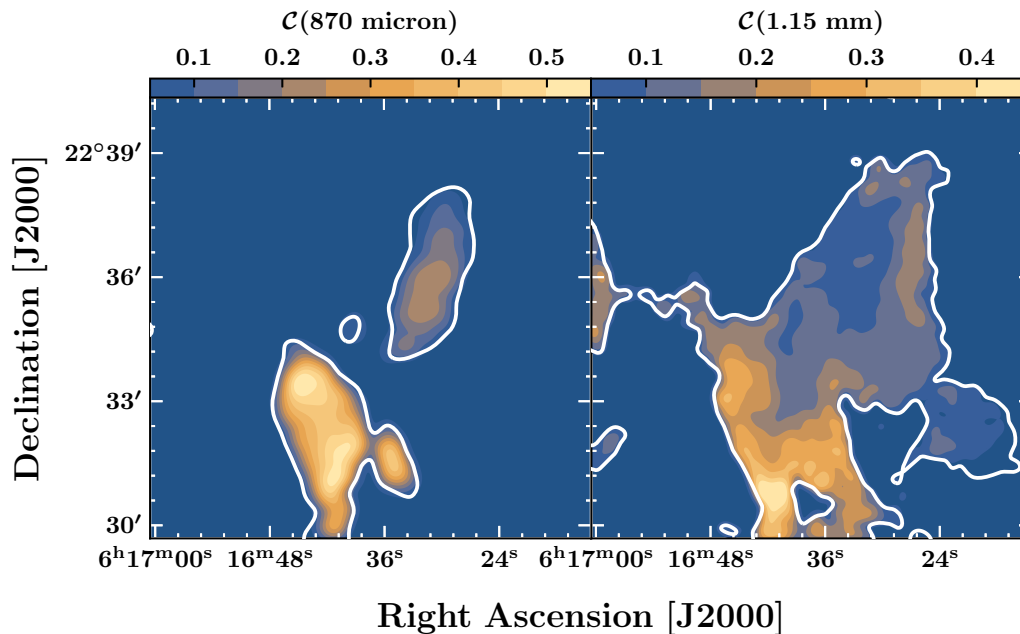 𝒞(870 micron) 𝒞(1.15 mm)
0.1 0.2 0.3 0.4 0.5 0.1 0.2 0.3 0.4
22°39′
36′
33′
30′
6ʰ17ᵐ00ˢ 16ᵐ48ˢ 36ˢ 24ˢ 6ʰ17ᵐ00ˢ 16ᵐ48ˢ 36ˢ 24ˢ
Declination [J2000]
Right Ascension [J2000]